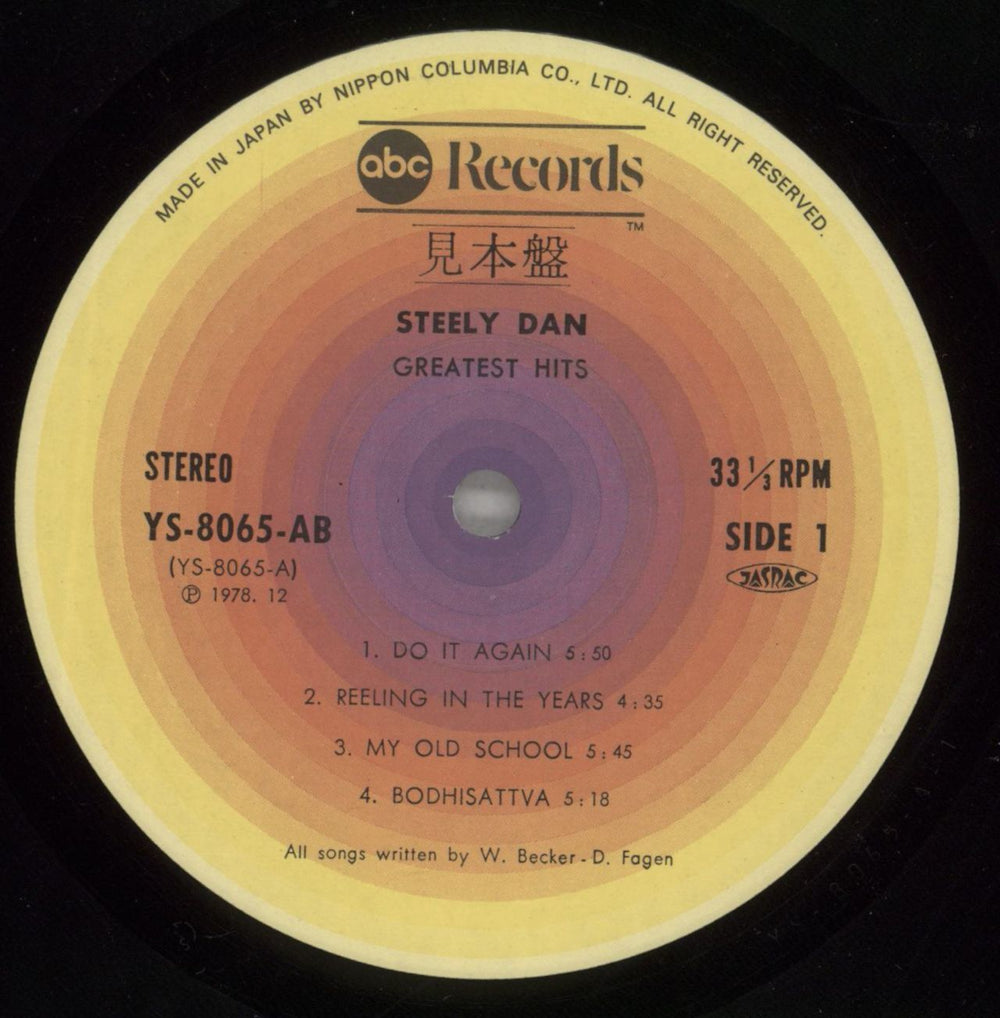 MADE IN JAPAN BY NIPPON COLUMBIA CO., LTD. ALL RIGHT RESERVED.
abc Records
TM
見本盤
STEELY DAN
GREATEST HITS
STEREO
33 1/3 RPM
YS-8065-AB
SIDE 1
(YS-8065-A)
JASRAC
Ⓟ 1978. 12
1. DO IT AGAIN 5:50
2. REELING IN THE YEARS 4:35
3. MY OLD SCHOOL 5:45
4. BODHISATTVA 5:18
All songs written by W. Becker - D. Fagen